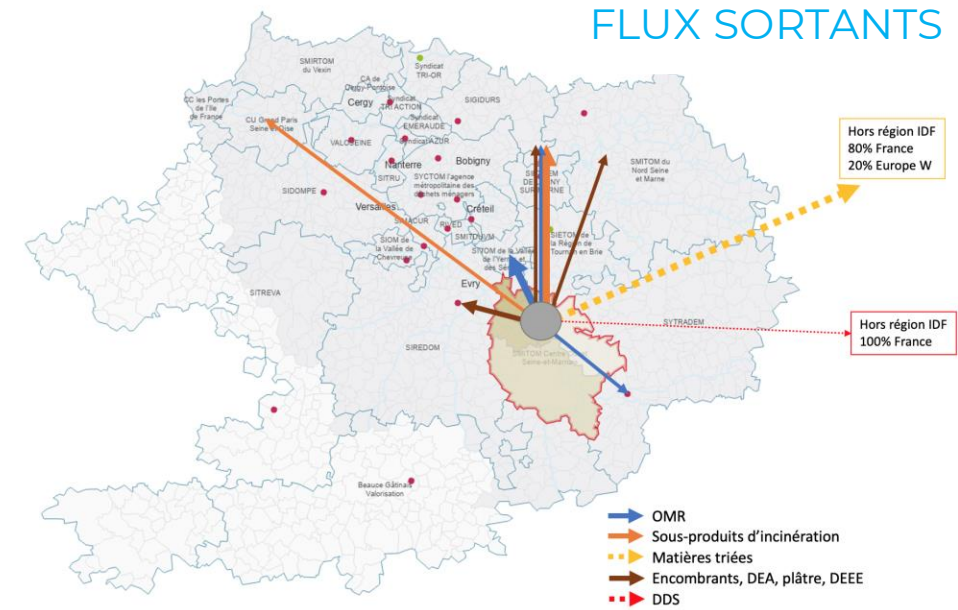 FLUX SORTANTS
SMIRTOM
du Vexin
Syndicat
TRI-OR
CA de
Cergy-Pontoise
Cergy
Syndicat
TRI ACTION
SIGIDURS
CC les Portes
de l'Ile
de France
CU Grand Paris
Seine et Oise
Syndicat
EMERAUDE
VALOSEINE
Syndicat AZUR
Nanterre
Bobigny
SITRU
SYCTOM l'agence
métropolitaine des
déchets ménagers
SMITOM du
Nord Seine
et Marne
SIDOMPE
Versailles
Créteil
SIMACUR
RIVED
SIOM de
la Vallée de
Chevreuse
SIETOM de
la Région de
Tournan en Brie
Evry
SITREVA
SIREDOM
SYTRADEM
Beauce Gâtinais
Valorisation
Hors région IDF
80% France
20% Europe W
Hors région IDF
100% France
OMR
Sous-produits d'incinération
Matières triées
Encombrants, DEA, plâtre, DEEE
DDS